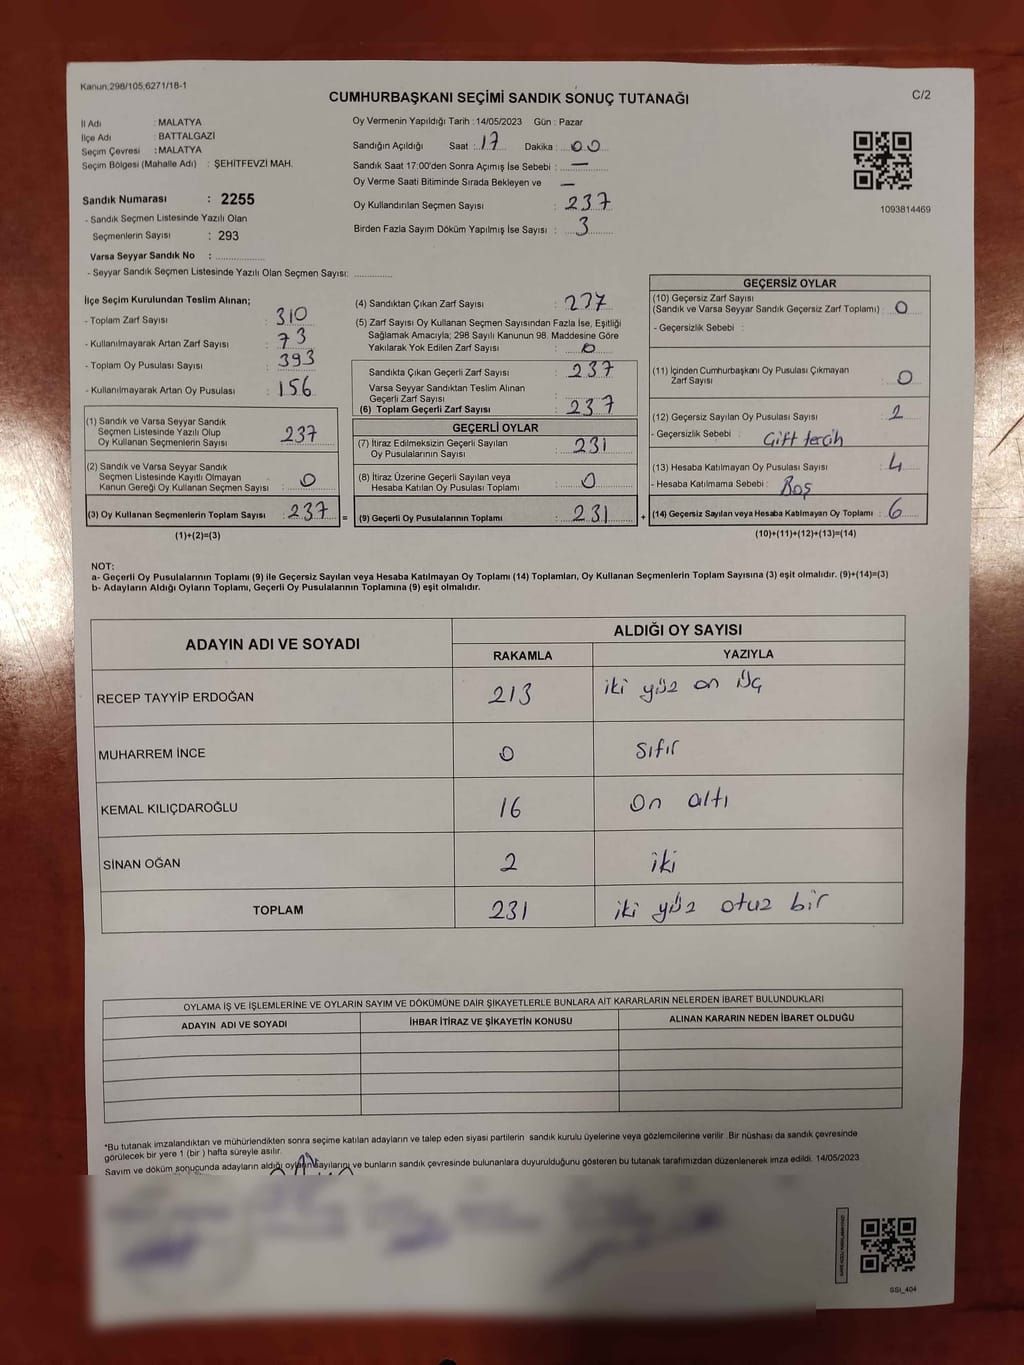 Kanun;298/105,6271/18-1
CUMHURBAŞKANI SEÇİMİ SANDIK SONUÇ TUTANAĞI
C/2
İl Adı : MALATYA
İlçe Adı : BATTALGAZİ
Seçim Çevresi : MALATYA
Seçim Bölgesi (Mahalle Adı) : ŞEHİTFEVZİ MAH.
Sandık Numarası : 2255
- Sandık Seçmen Listesinde Yazılı Olan
Seçmenlerin Sayısı : 293
Varsa Seyyar Sandık No :
- Seyyar Sandık Seçmen Listesinde Yazılı Olan Seçmen Sayısı:
Oy Vermenin Yapıldığı Tarih : 14/05/2023 Gün : Pazar
Sandığın Açıldığı Saat : 17 Dakika : 00
Sandık Saat 17:00'den Sonra Açımış İse Sebebi : —
Oy Verme Saati Bitiminde Sırada Bekleyen ve —
Oy Kullandırılan Seçmen Sayısı : 237
Birden Fazla Sayım Döküm Yapılmış İse Sayısı : 3
1093814469
İlçe Seçim Kurulundan Teslim Alınan;
- Toplam Zarf Sayısı : 310
- Kullanılmayarak Artan Zarf Sayısı : 73
- Toplam Oy Pusulası Sayısı : 393
- Kullanılmayarak Artan Oy Pusulası : 156
(1) Sandık ve Varsa Seyyar Sandık
Seçmen Listesinde Yazılı Olup
Oy Kullanan Seçmenlerin Sayısı : 237
(2) Sandık ve Varsa Seyyar Sandık
Seçmen Listesinde Kayıtlı Olmayan
Kanun Gereği Oy Kullanan Seçmen Sayısı : 0
(3) Oy Kullanan Seçmenlerin Toplam Sayısı : 237
(1)+(2)=(3)
=
(4) Sandıktan Çıkan Zarf Sayısı : 237
(5) Zarf Sayısı Oy Kullanan Seçmen Sayısından Fazla İse, Eşitliği
Sağlamak Amacıyla; 298 Sayılı Kanunun 98. Maddesine Göre
Yakılarak Yok Edilen Zarf Sayısı : 0
Sandıkta Çıkan Geçerli Zarf Sayısı : 237
Varsa Seyyar Sandıktan Teslim Alınan
Geçerli Zarf Sayısı :
(6) Toplam Geçerli Zarf Sayısı : 237
GEÇERLİ OYLAR
(7) İtiraz Edilmeksizin Geçerli Sayılan
Oy Pusulalarının Sayısı : 231
(8) İtiraz Üzerine Geçerli Sayılan veya
Hesaba Katılan Oy Pusulası Toplamı : 0
(9) Geçerli Oy Pusulalarının Toplamı : 231
+
GEÇERSİZ OYLAR
(10) Geçersiz Zarf Sayısı
(Sandık ve Varsa Seyyar Sandık Geçersiz Zarf Toplamı) : 0
- Geçersizlik Sebebi :
(11) İçinden Cumhurbaşkanı Oy Pusulası Çıkmayan
Zarf Sayısı : 0
(12) Geçersiz Sayılan Oy Pusulası Sayısı : 2
- Geçersizlik Sebebi : Çift tercih
(13) Hesaba Katılmayan Oy Pusulası Sayısı : 4
- Hesaba Katılmama Sebebi : Boş
(14) Geçersiz Sayılan veya Hesaba Katılmayan Oy Toplamı : 6
(10)+(11)+(12)+(13)=(14)
NOT:
a- Geçerli Oy Pusulalarının Toplamı (9) ile Geçersiz Sayılan veya Hesaba Katılmayan Oy Toplamı (14) Toplamları, Oy Kullanan Seçmenlerin Toplam Sayısına (3) eşit olmalıdır. (9)+(14)=(3)
b- Adayların Aldığı Oyların Toplamı, Geçerli Oy Pusulalarının Toplamına (9) eşit olmalıdır.
ADAYIN ADI VE SOYADI
ALDIĞI OY SAYISI
RAKAMLA YAZIYLA
RECEP TAYYİP ERDOĞAN 213 iki yüz on üç
MUHARREM İNCE 0 sıfır
KEMAL KILIÇDAROĞLU 16 on altı
SİNAN OĞAN 2 iki
TOPLAM 231 iki yüz otuz bir
OYLAMA İŞ VE İŞLEMLERİNE VE OYLARIN SAYIM VE DÖKÜMÜNE DAİR ŞİKAYETLERLE BUNLARA AİT KARARLARIN NELERDEN İBARET BULUNDUKLARI
ADAYIN ADI VE SOYADI İHBAR İTİRAZ VE ŞİKAYETİN KONUSU ALINAN KARARIN NEDEN İBARET OLDUĞU
*Bu tutanak imzalandıktan ve mühürlendikten sonra seçime katılan adayların ve talep eden siyasi partilerin sandık kurulu üyelerine veya gözlemcilerine verilir. Bir nüshası da sandık çevresinde
görülecek bir yere 1 (bir ) hafta süreyle asılır.
Sayım ve döküm sonucunda adayların aldığı oyların sayılarını ve bunların sandık çevresinde bulunanlara duyurulduğunu gösteren bu tutanak tarafımızdan düzenlenerek imza edildi. 14/05/2023
SSI_404